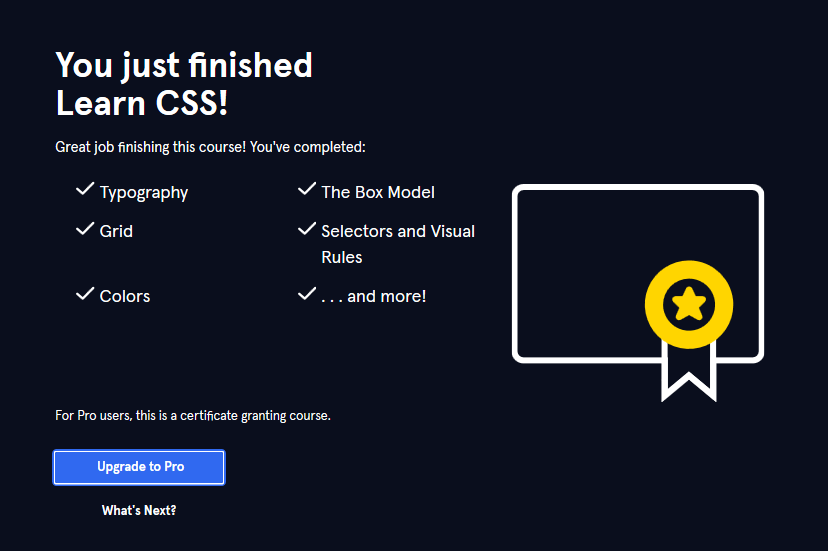 You just finished
Learn CSS!
Great job finishing this course! You've completed:
Typography
The Box Model
Grid
Selectors and Visual
Rules
Colors
. . . and more!
For Pro users, this is a certificate granting course.
Upgrade to Pro
What's Next?